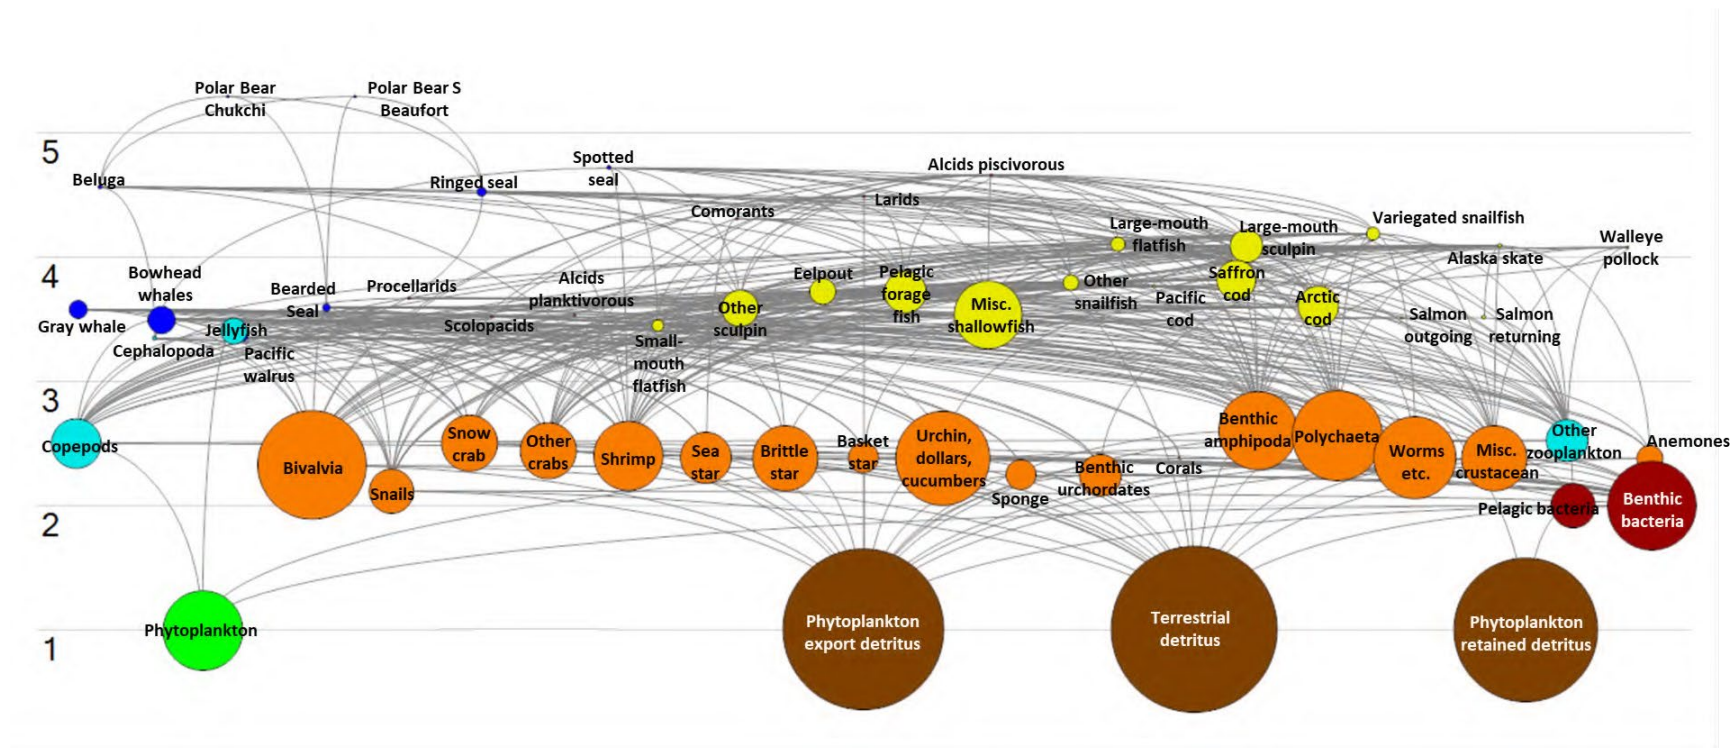 Polar Bear
Chukchi
Polar Bear S
Beaufort
5
Spotted
seal
Alcids piscivorous
Beluga
Ringed seal
Larids
Comorants
Large-mouth
flatfish
Large-mouth
sculpin
Variegated snailfish
Walleye
pollock
Alaska skate
4
Bowhead
whales
Bearded
Seal
Procellarids
Alcids
planktivorous
Eelpout
Pelagic
forage
fish
Other
snailfish
Saffron
cod
Pacific
cod
Arctic
cod
Gray whale
Jellyfish
Cephalopoda
Pacific
walrus
Scolopacids
Small-
mouth
flatfish
Other
sculpin
Misc.
shallowfish
Salmon
outgoing
Salmon
returning
3
Copepods
Bivalvia
Snails
Snow
crab
Other
crabs
Shrimp
Sea
star
Brittle
star
Basket
star
Urchin,
dollars,
cucumbers
Sponge
Benthic
urchordates
Corals
Benthic
amphipoda
Polychaeta
Worms
etc.
Misc.
crustacean
Other
zooplankton
Anemones
2
Pelagic bacteria
Benthic
bacteria
1
Phytoplankton
Phytoplankton
export detritus
Terrestrial
detritus
Phytoplankton
retained detritus